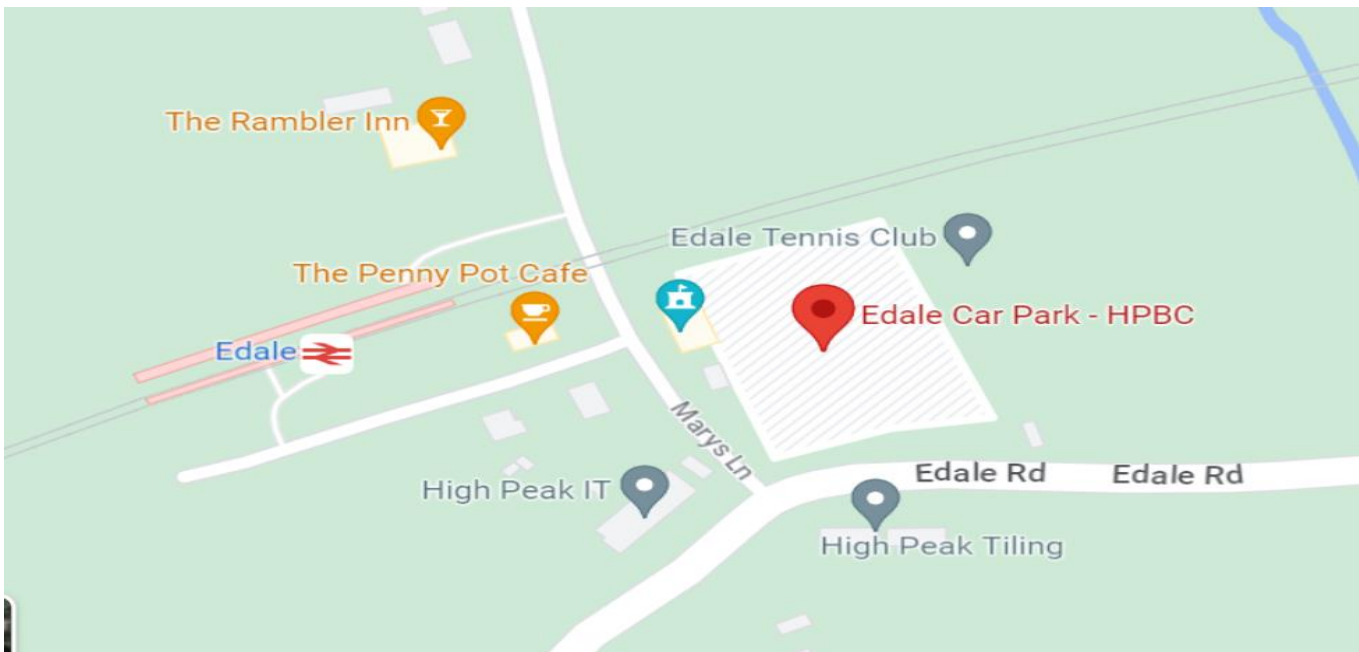 The Rambler Inn
Edale Tennis Club
The Penny Pot Cafe
Edale Car Park - HPBC
Edale
Marys Ln
Edale Rd
Edale Rd
High Peak IT
High Peak Tiling